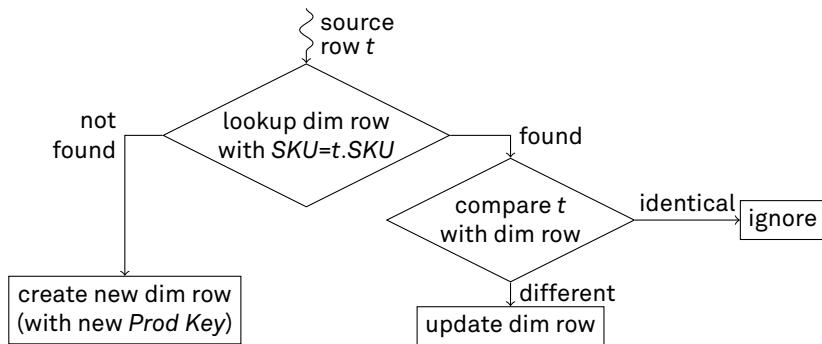 source
row t
not
found
lookup dim row
with SKU=t.SKU
found
compare t
with dim row
identical
ignore
create new dim row
(with new Prod Key)
different
update dim row